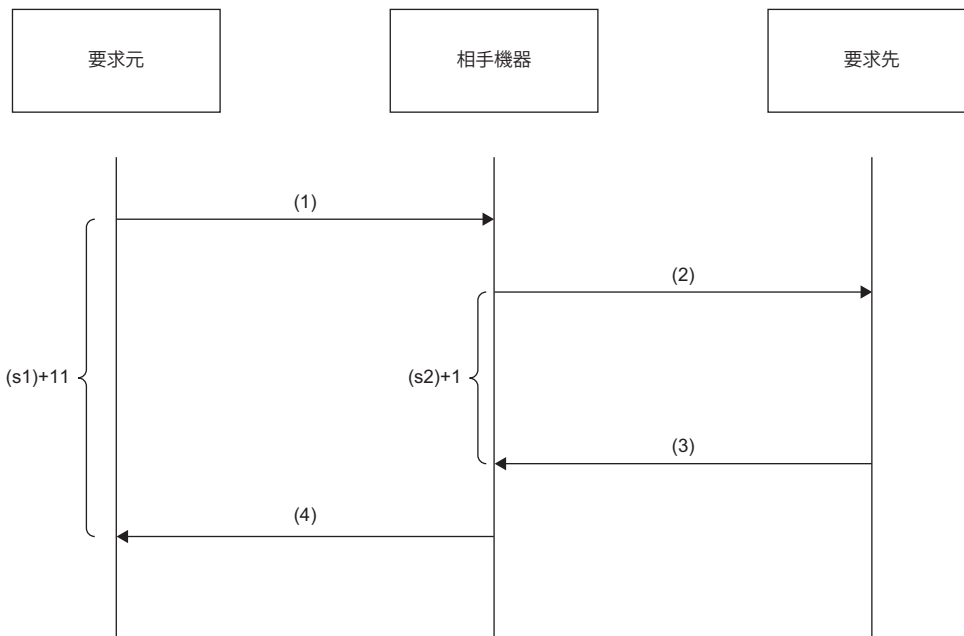 要求元
相手機器
要求先
(1)
(2)
(s1)+11
(s2)+1
(3)
(4)